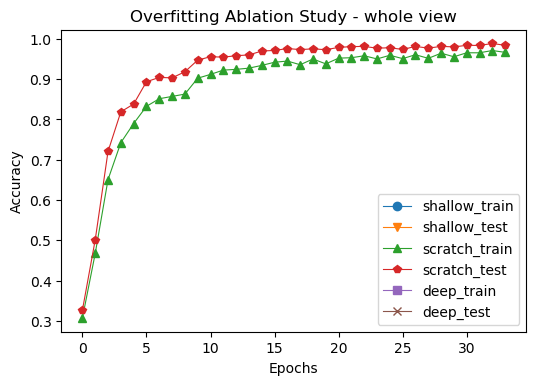 Overfitting Ablation Study - whole view
1.0
0.9
0.8
0.7
0.6
0.5
0.4
0.3
Accuracy
0
5
10
15
20
25
30
Epochs
shallow_train
shallow_test
scratch_train
scratch_test
deep_train
deep_test